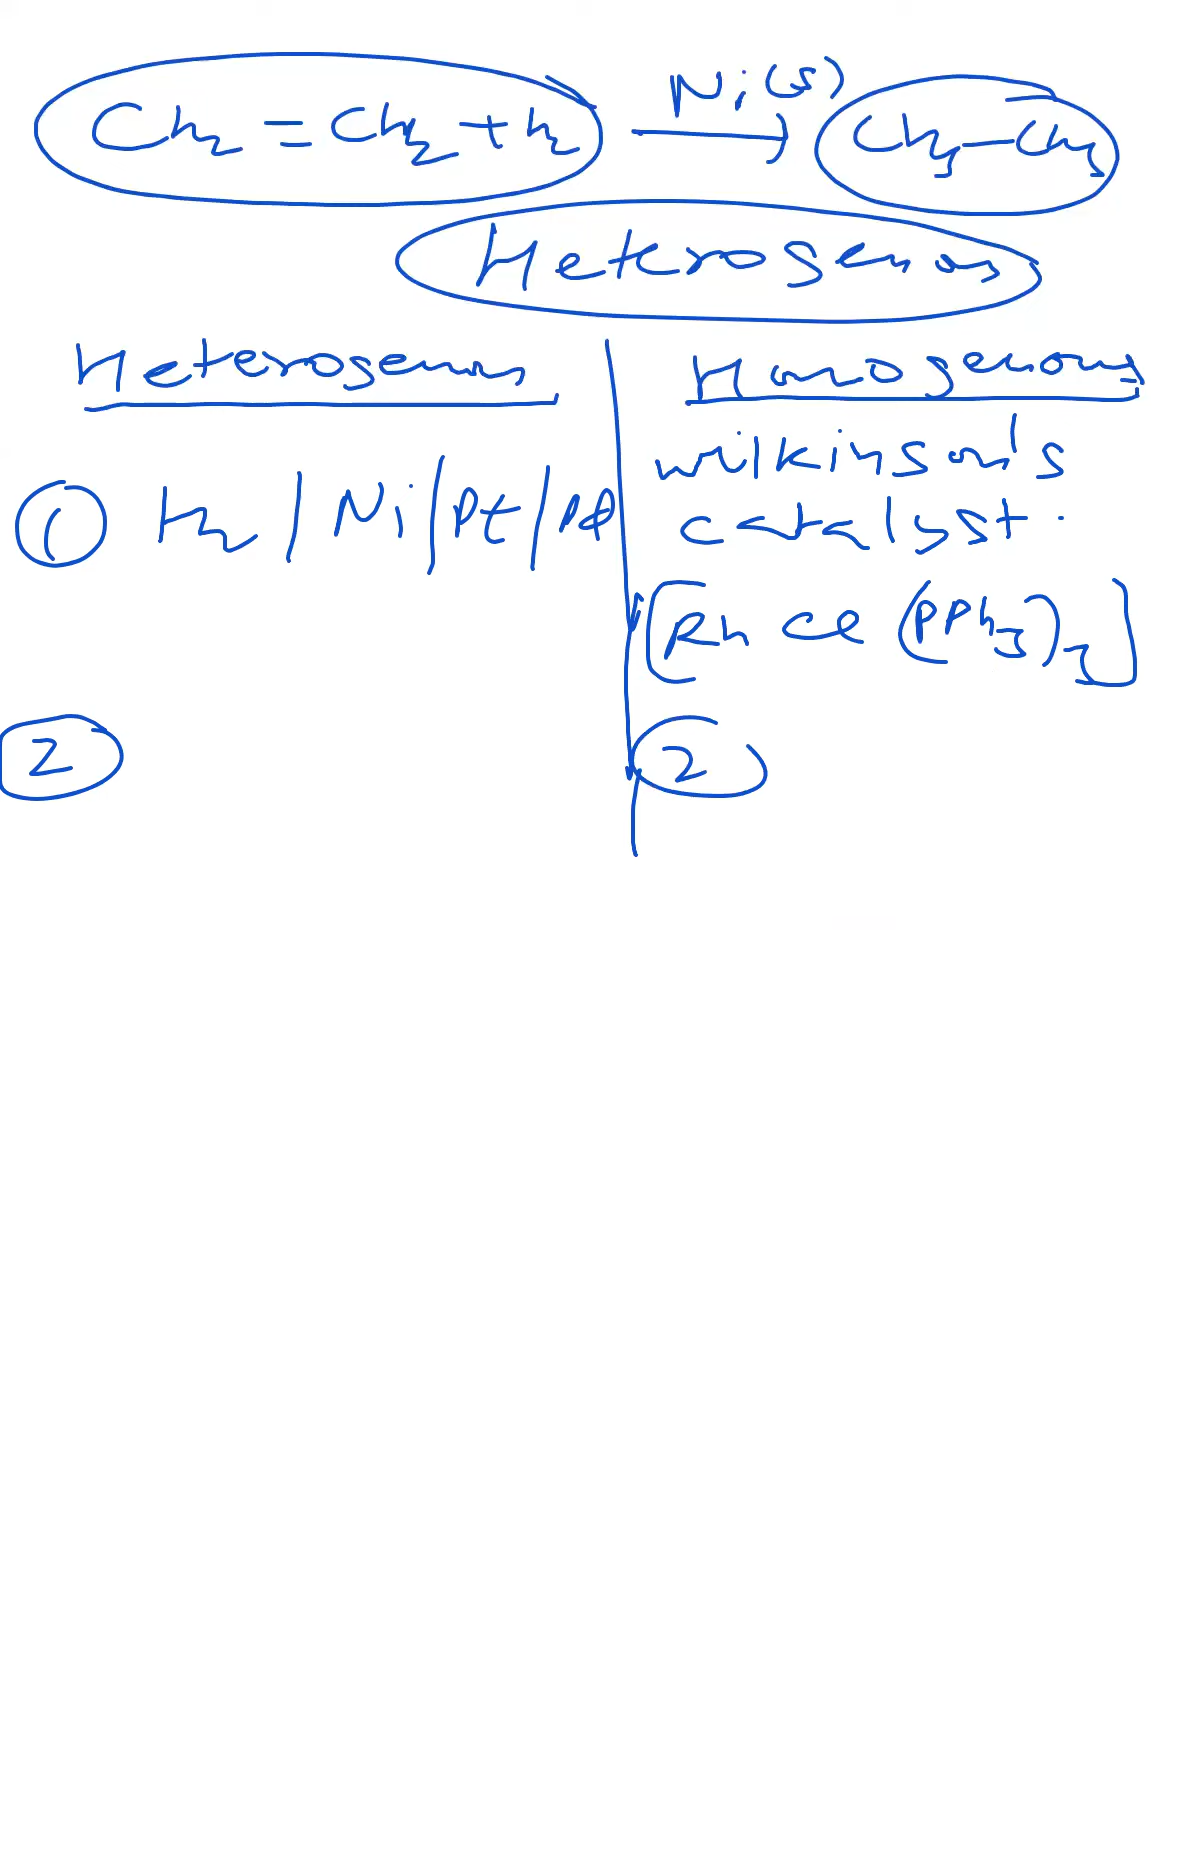 CH2 = CH2 + H2 Ni(s) → CH3 — CH3
Heterogenous
Heterogenous
Homogenous
① H2 / Ni / Pt / Pd
wilkinson's
catalyst.
[Rh Cl (PPh3)3]
②
②